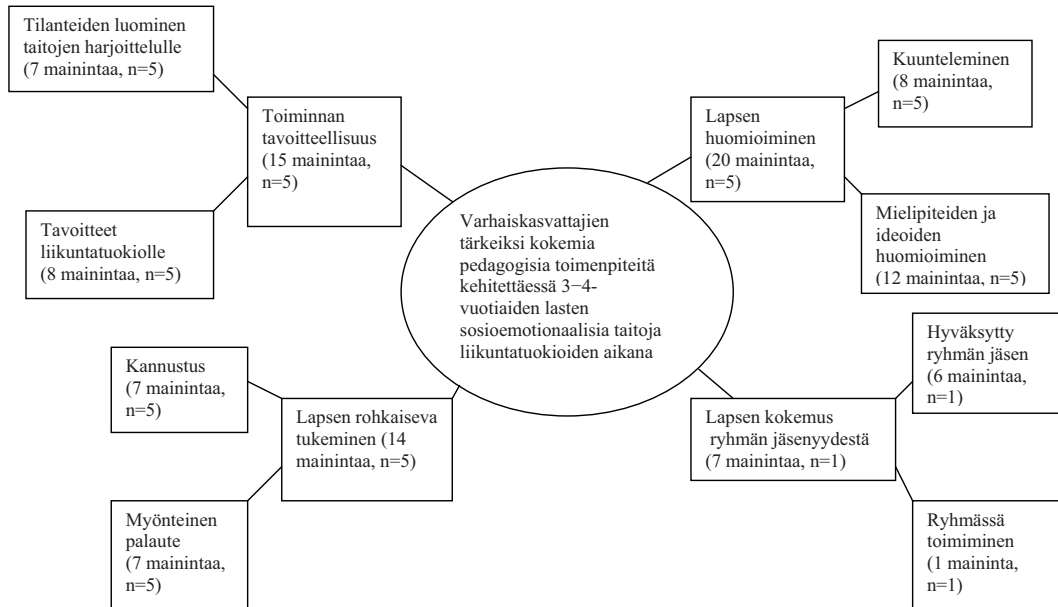 Tilanteiden luominen
taitojen harjoittelulle
(7 mainintaa, n=5)
Toiminnan
tavoitteellisuus
(15 mainintaa,
n=5)
Tavoitteet
liikuntatuokiolle
(8 mainintaa, n=5)
Kuunteleminen
(8 mainintaa,
n=5)
Lapsen
huomioiminen
(20 mainintaa,
n=5)
Mielipiteiden ja
ideoiden
huomioiminen
(12 mainintaa, n=5)
Varhaiskasvattajien
tärkeiksi kokemia
pedagogisia toimenpiteitä
kehitettäessä 3−4-
vuotiaiden lasten
sosioemotionaalisia taitoja
liikuntatuokioiden aikana
Kannustus
(7 mainintaa,
n=5)
Lapsen rohkaiseva
tukeminen (14
mainintaa, n=5)
Myönteinen
palaute
(7 mainintaa,
n=5)
Hyväksytty
ryhmän jäsen
(6 mainintaa,
n=1)
Lapsen kokemus
ryhmän jäsenyydestä
(7 mainintaa, n=1)
Ryhmässä
toimiminen
(1 maininta,
n=1)